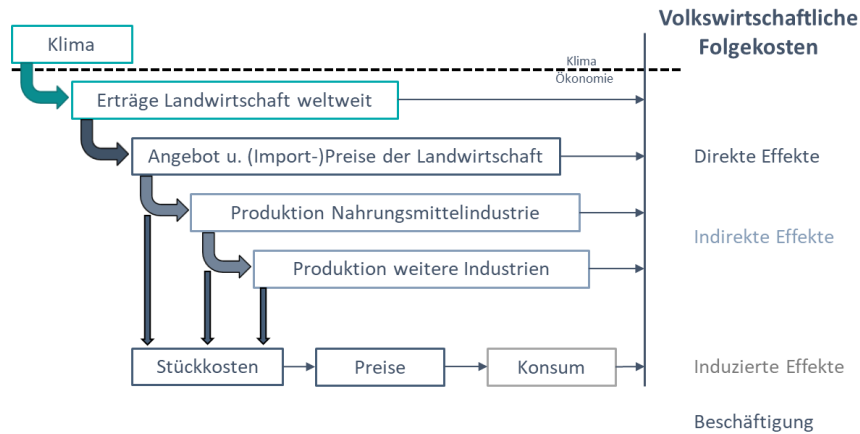 Volkswirtschaftliche
Folgekosten
Klima
Klima
Ökonomie
Erträge Landwirtschaft weltweit
Angebot u. (Import-)Preise der Landwirtschaft
Direkte Effekte
Produktion Nahrungsmittelindustrie
Indirekte Effekte
Produktion weitere Industrien
Stückkosten
Preise
Konsum
Induzierte Effekte
Beschäftigung